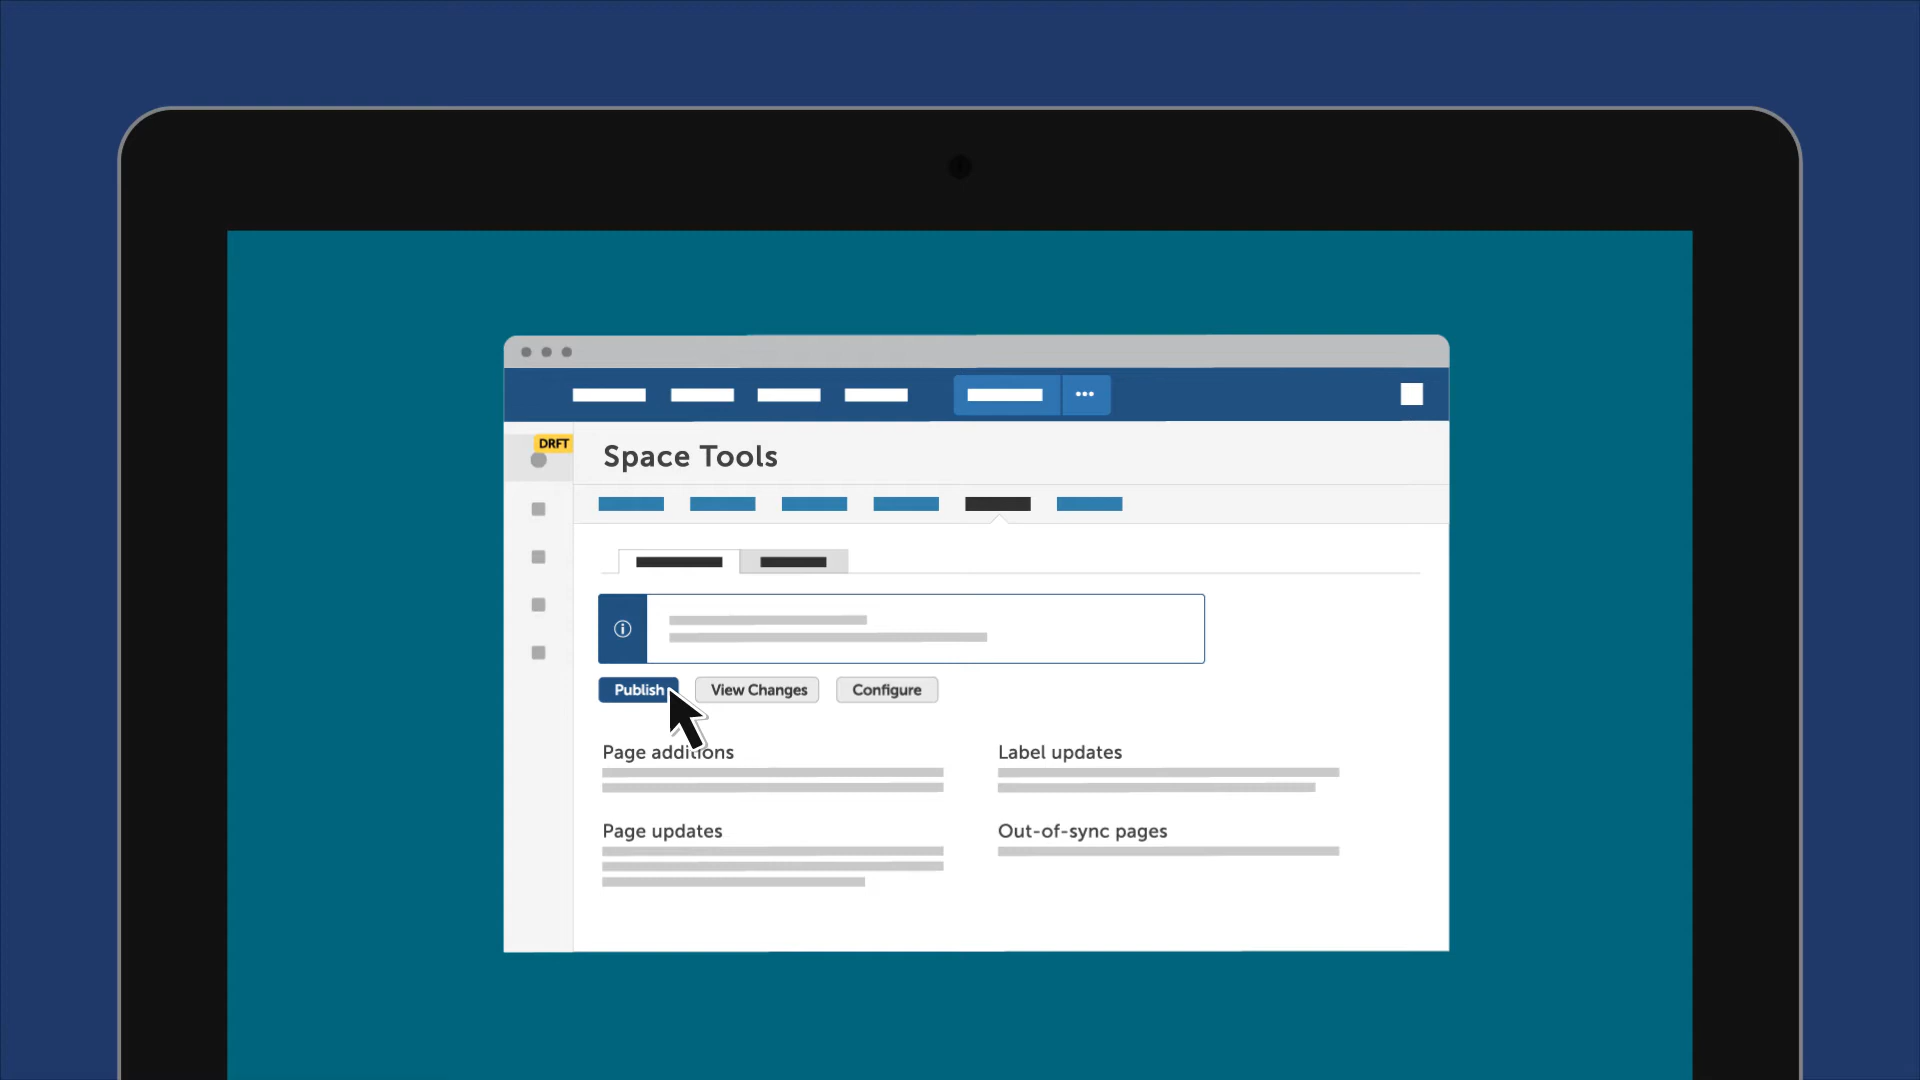 DRFT
Space Tools
Publish
View Changes
Configure
Page additions
Label updates
Page updates
Out-of-sync pages